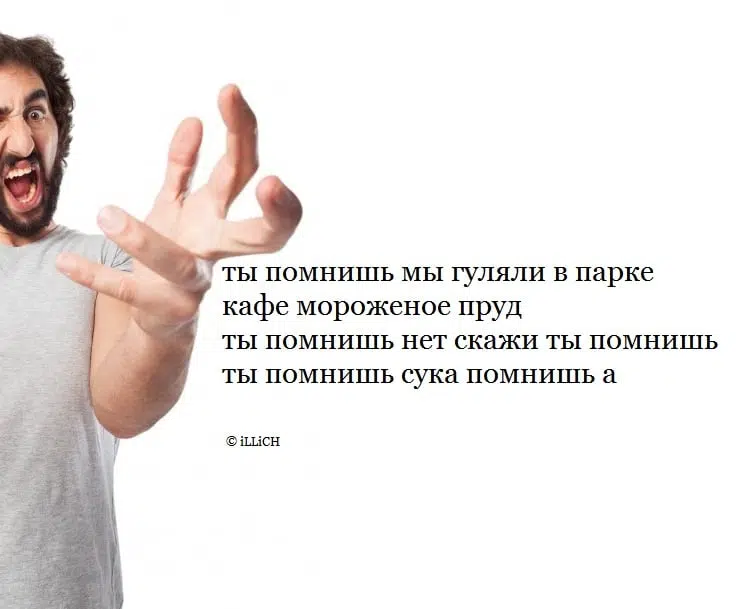 ты помнишь мы гуляли в парке
кафе мороженое пруд
ты помнишь нет скажи ты помнишь
ты помнишь сука помнишь а
© iLLiCH